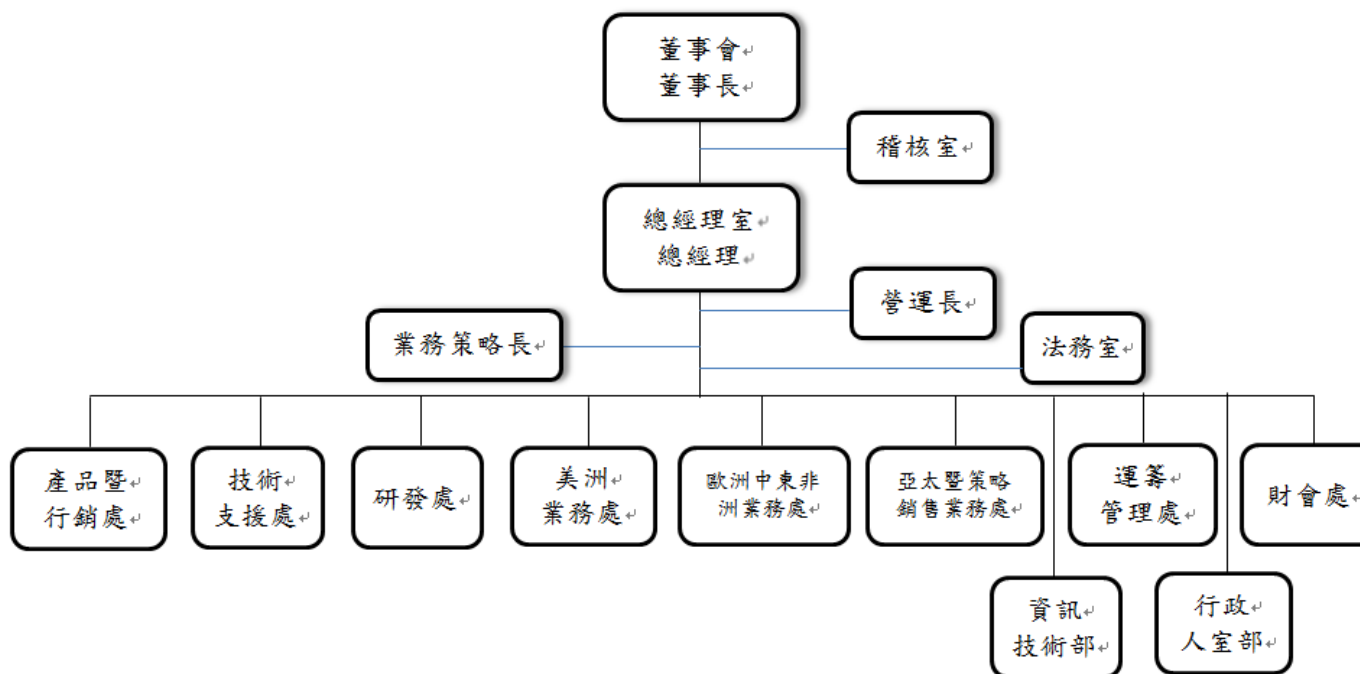 董事會
董事長
稽核室
總經理室
總經理
營運長
業務策略長
法務室
產品暨
行銷處
技術
支援處
研發處
美洲
業務處
歐洲中東非
洲業務處
亞太暨策略
銷售業務處
運籌
管理處
財會處
資訊
技術部
行政
人室部